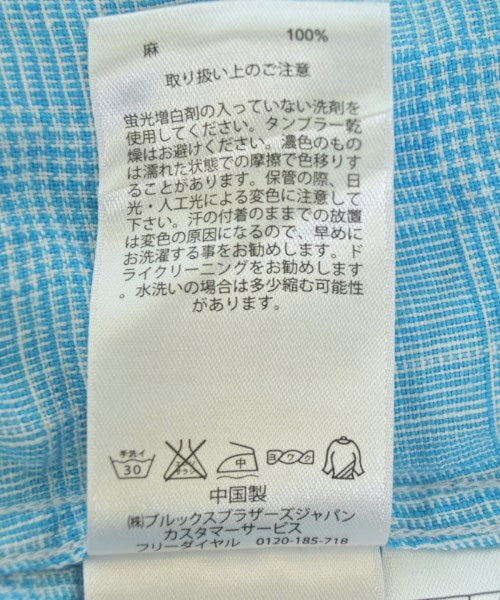 麻 100%
取り扱い上のご注意
蛍光増白剤の入っていない洗剤を
使用してください。タンブラー乾
燥はお避けください。濃色のもの
は濡れた状態での摩擦で色移りす
ることがあります。保管の際、日
光・人工光による変色に注意して
下さい。汗の付着のままでの放置
は変色の原因になるので、早めに
お洗濯する事をお勧めします。ド
ライクリーニングをお勧めします
。水洗いの場合は多少縮む可能性
があります。
手洗イ 30 中 ヨワク
中国製
㈱ブルックスブラザーズジャパン
カスタマーサービス
フリーダイヤル 0120-185-718